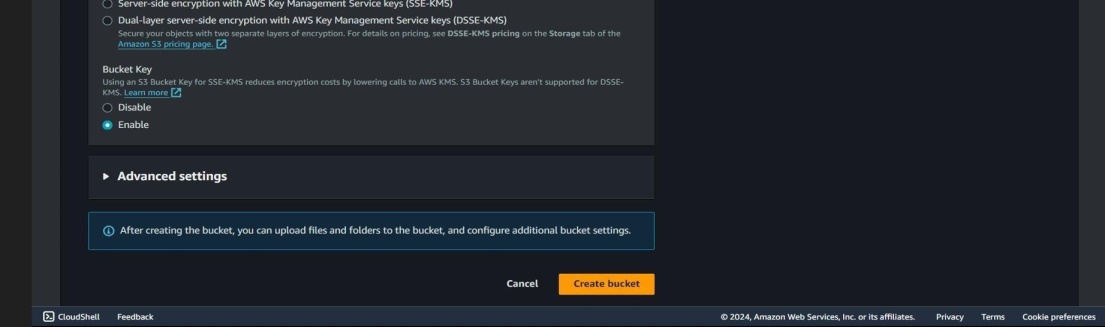 Server-side encryption with AWS Key Management Service keys (SSE-KMS)
Dual-layer server-side encryption with AWS Key Management Service keys (DSSE-KMS)
Secure your objects with two separate layers of encryption. For details on pricing, see DSSE-KMS pricing on the Storage tab of the
Amazon S3 pricing page.
Bucket Key
Using an S3 Bucket Key for SSE-KMS reduces encryption costs by lowering calls to AWS KMS. S3 Bucket Keys aren't supported for DSSE-
KMS. Learn more
Disable
Enable
Advanced settings
After creating the bucket, you can upload files and folders to the bucket, and configure additional bucket settings.
Cancel Create bucket
CloudShell Feedback © 2024, Amazon Web Services, Inc. or its affiliates. Privacy Terms Cookie preferences